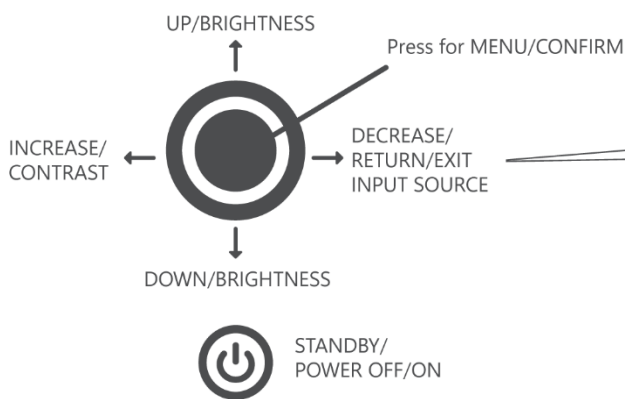 UP/BRIGHTNESS
Press for MENU/CONFIRM
INCREASE/
CONTRAST
DECREASE/
RETURN/EXIT
INPUT SOURCE
DOWN/BRIGHTNESS
STANDBY/
POWER OFF/ON